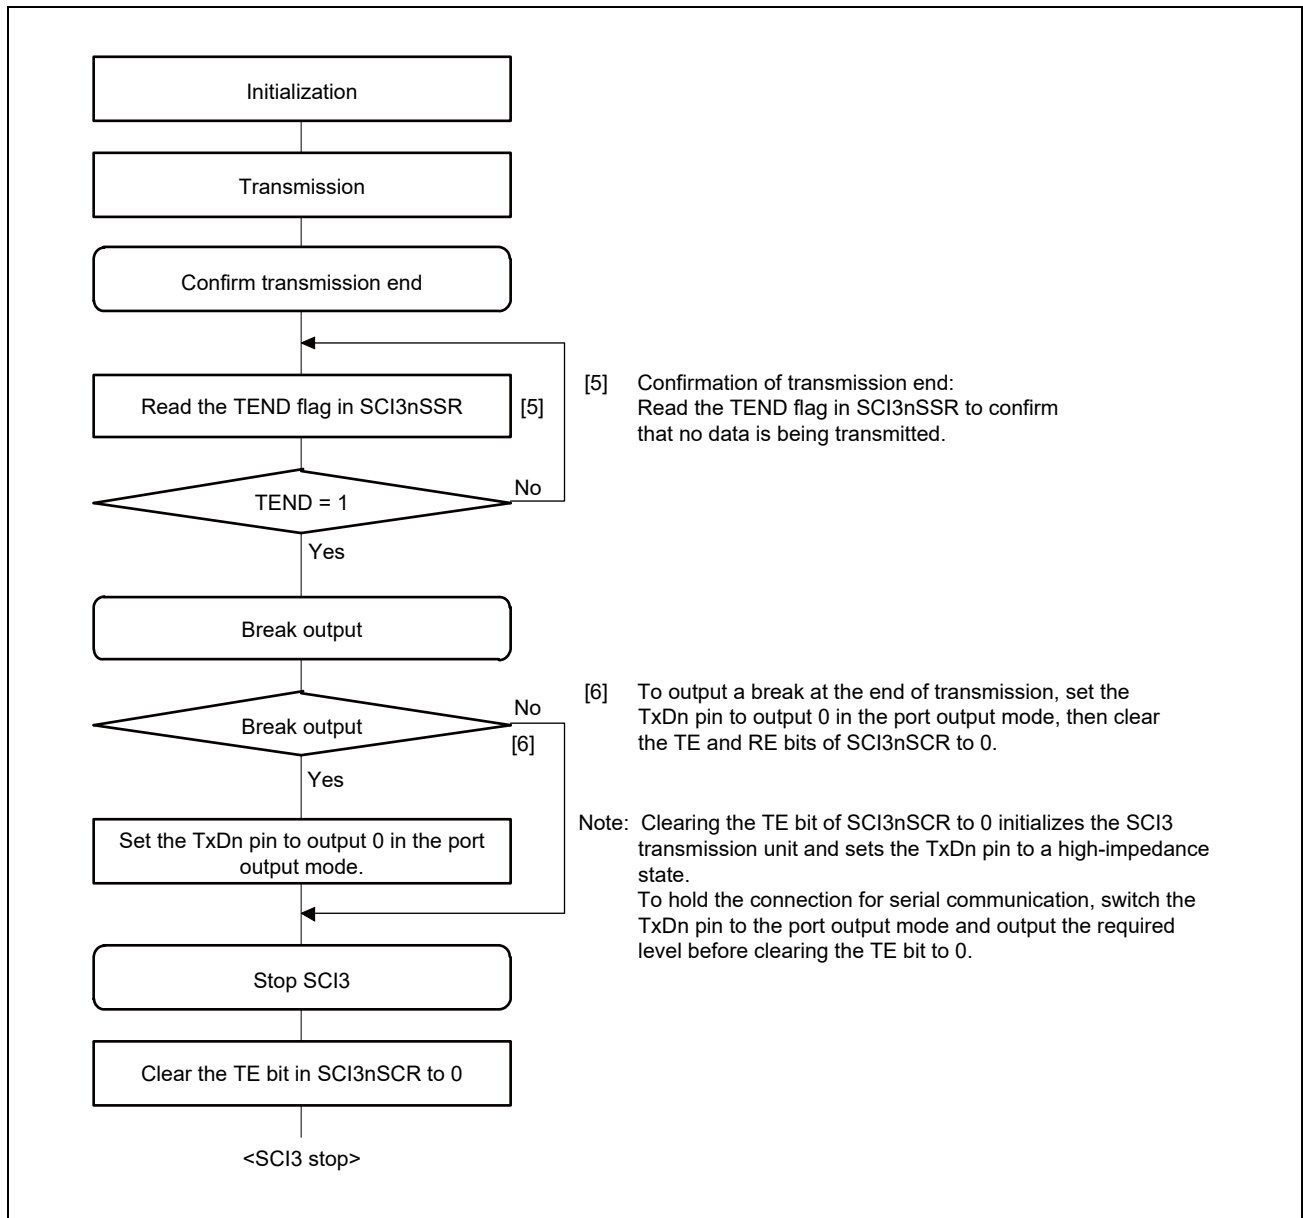 Initialization
Transmission
Confirm transmission end
Read the TEND flag in SCI3nSSR
[5]
[5] Confirmation of transmission end:
Read the TEND flag in SCI3nSSR to confirm
that no data is being transmitted.
TEND = 1
No
Yes
Break output
Break output
No
[6]
[6] To output a break at the end of transmission, set the
TxDn pin to output 0 in the port output mode, then clear
the TE and RE bits of SCI3nSCR to 0.
Yes
Set the TxDn pin to output 0 in the port
output mode.
Note: Clearing the TE bit of SCI3nSCR to 0 initializes the SCI3
transmission unit and sets the TxDn pin to a high-impedance
state.
To hold the connection for serial communication, switch the
TxDn pin to the port output mode and output the required
level before clearing the TE bit to 0.
Stop SCI3
Clear the TE bit in SCI3nSCR to 0
<SCI3 stop>